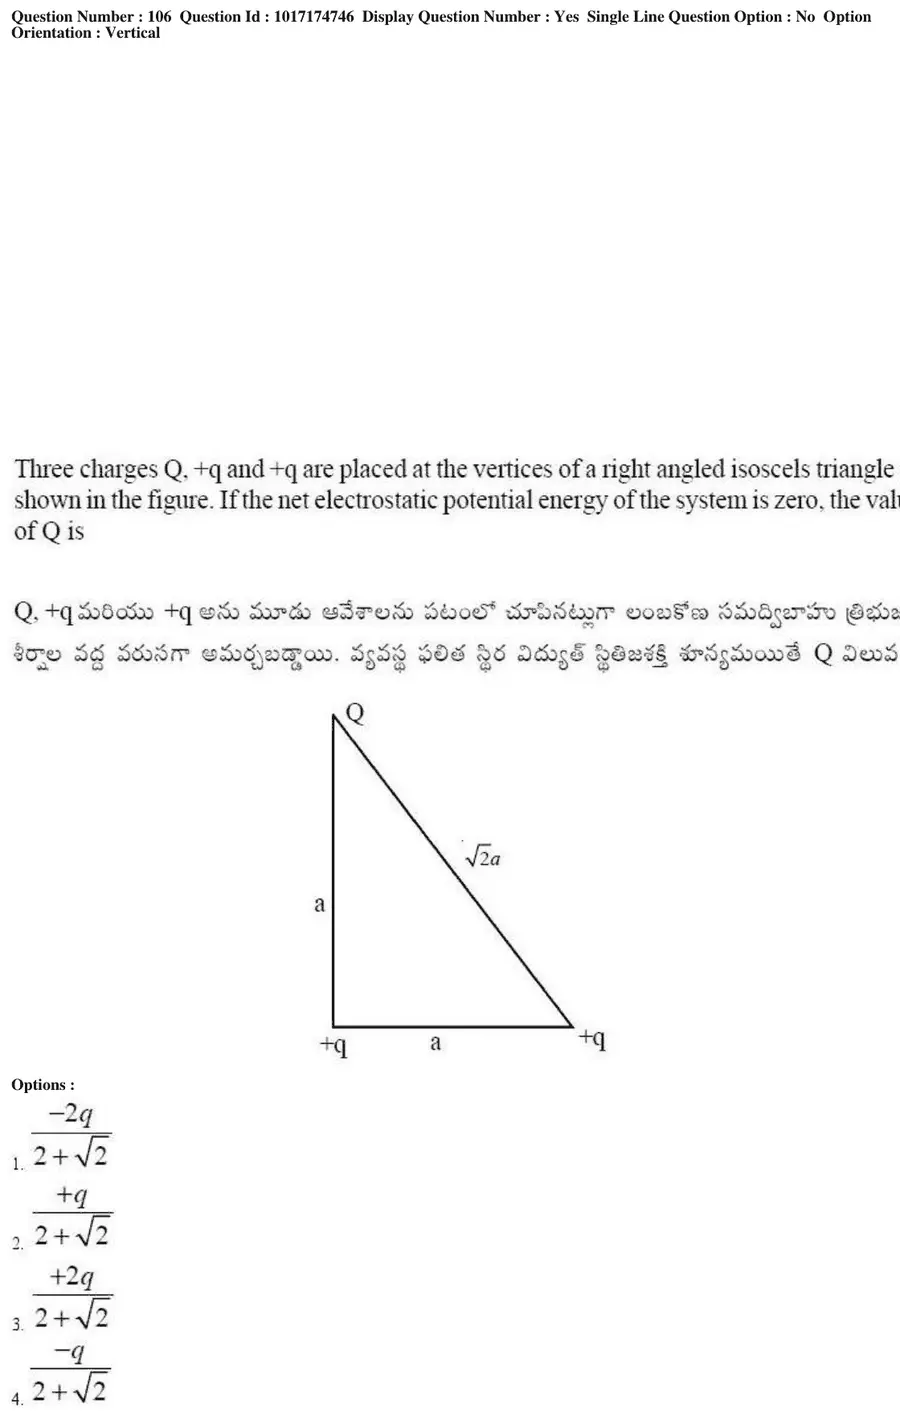 Question Number : 106 Question Id : 1017174746 Display Question Number : Yes Single Line Question Option : No Option
Orientation : Vertical
Three charges Q, +q and +q are placed at the vertices of a right angled isoscels triangle
shown in the figure. If the net electrostatic potential energy of the system is zero, the
of Q is
Q, +q మరియు +q అను మూడు ఆవేశాలను పటంలో చూపినట్లుగా లంబకోణ సమద్విబాహు
శీర్షాల వద్ద వరుసగా అమర్చబడ్డాయి. వ్యవస్థ ఫలిత స్థిర విద్యుత్ స్థితిజశక్తి శూన్యమయితే Q విలువ
Q
√2a
a
+q a +q
Options :
1. −2q / (2 + √2)
2. +q / (2 + √2)
3. +2q / (2 + √2)
4. −q / (2 + √2)